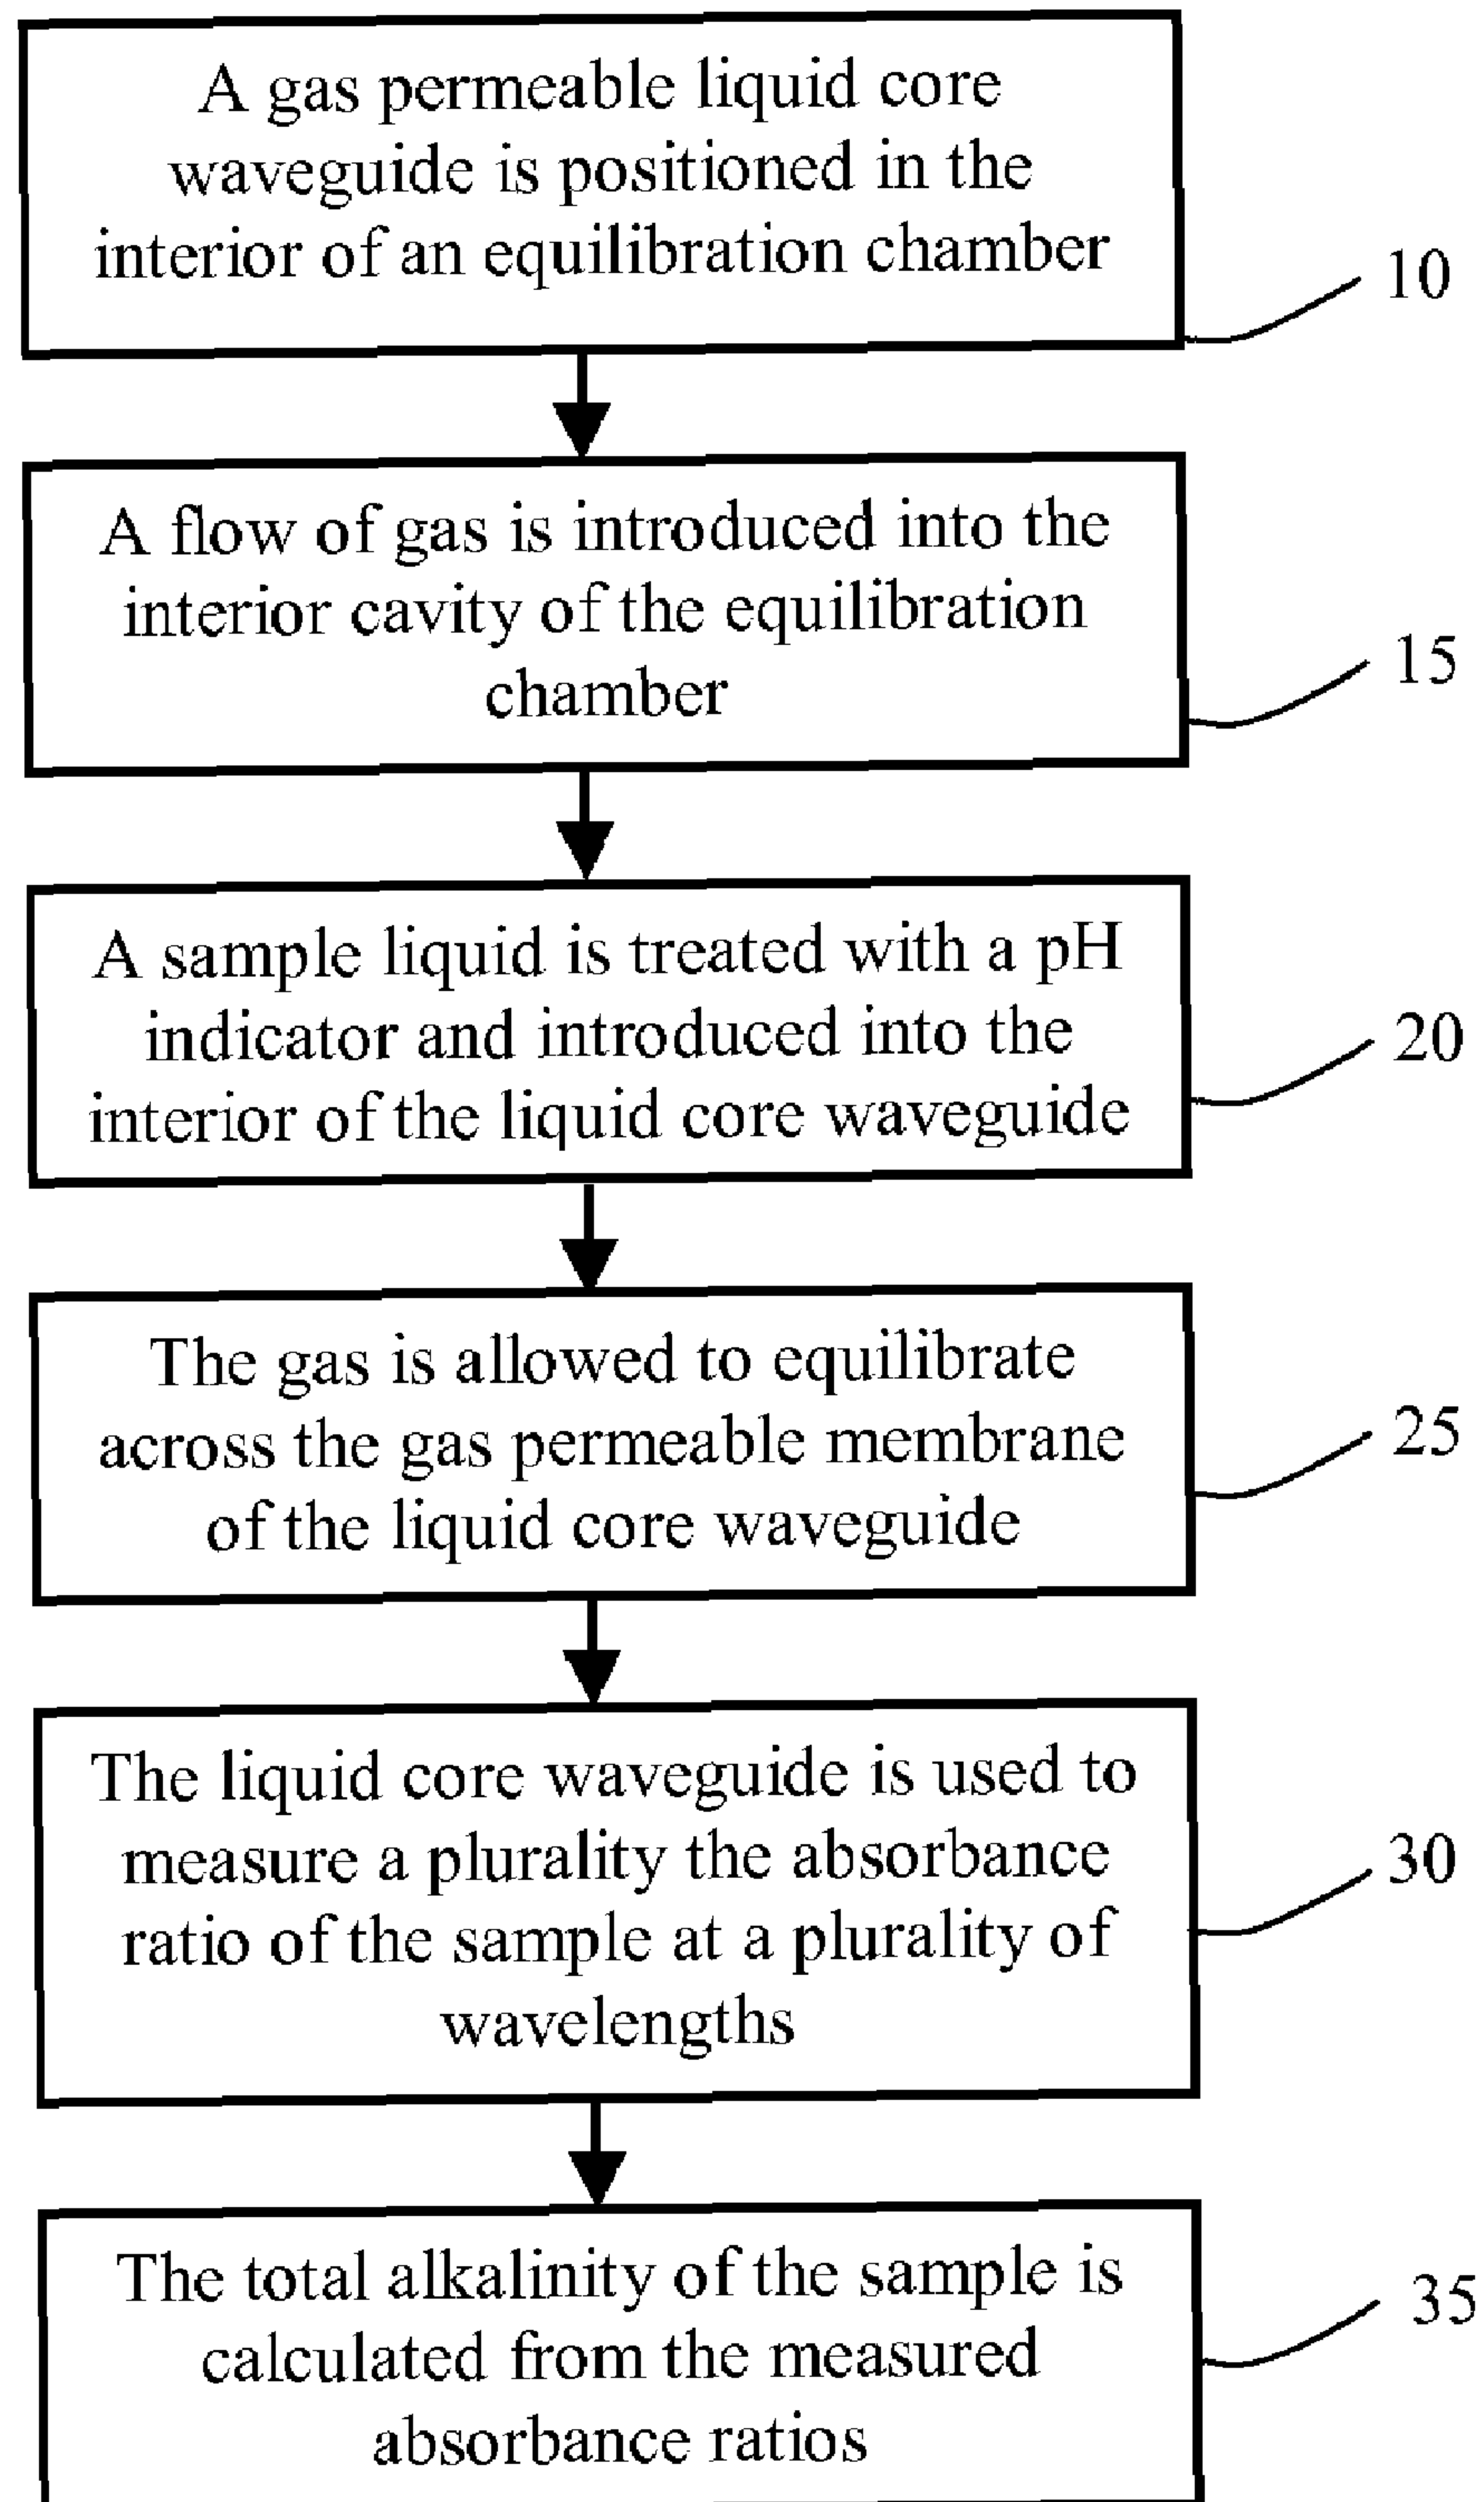 A gas permeable liquid core
waveguide is positioned in the
interior of an equilibration chamber
10
A flow of gas is introduced into the
interior cavity of the equilibration
chamber
15
A sample liquid is treated with a pH
indicator and introduced into the
interior of the liquid core waveguide
20
The gas is allowed to equilibrate
across the gas permeable membrane
of the liquid core waveguide
25
The liquid core waveguide is used to
measure a plurality the absorbance
ratio of the sample at a plurality of
wavelengths
30
The total alkalinity of the sample is
calculated from the measured
absorbance ratios
35